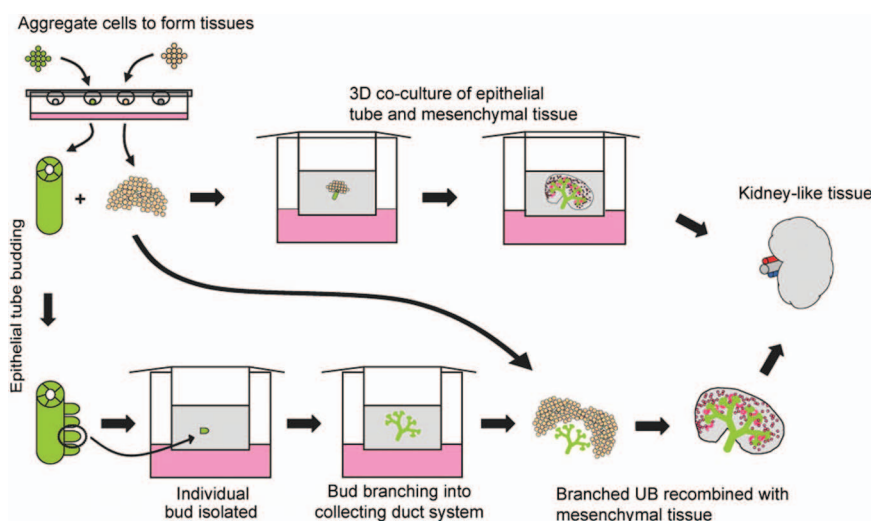 Aggregate cells to form tissues
3D co-culture of epithelial
tube and mesenchymal tissue
+
Kidney-like tissue
Epithelial tube budding
Individual
bud isolated
Bud branching into
collecting duct system
Branched UB recombined with
mesenchymal tissue